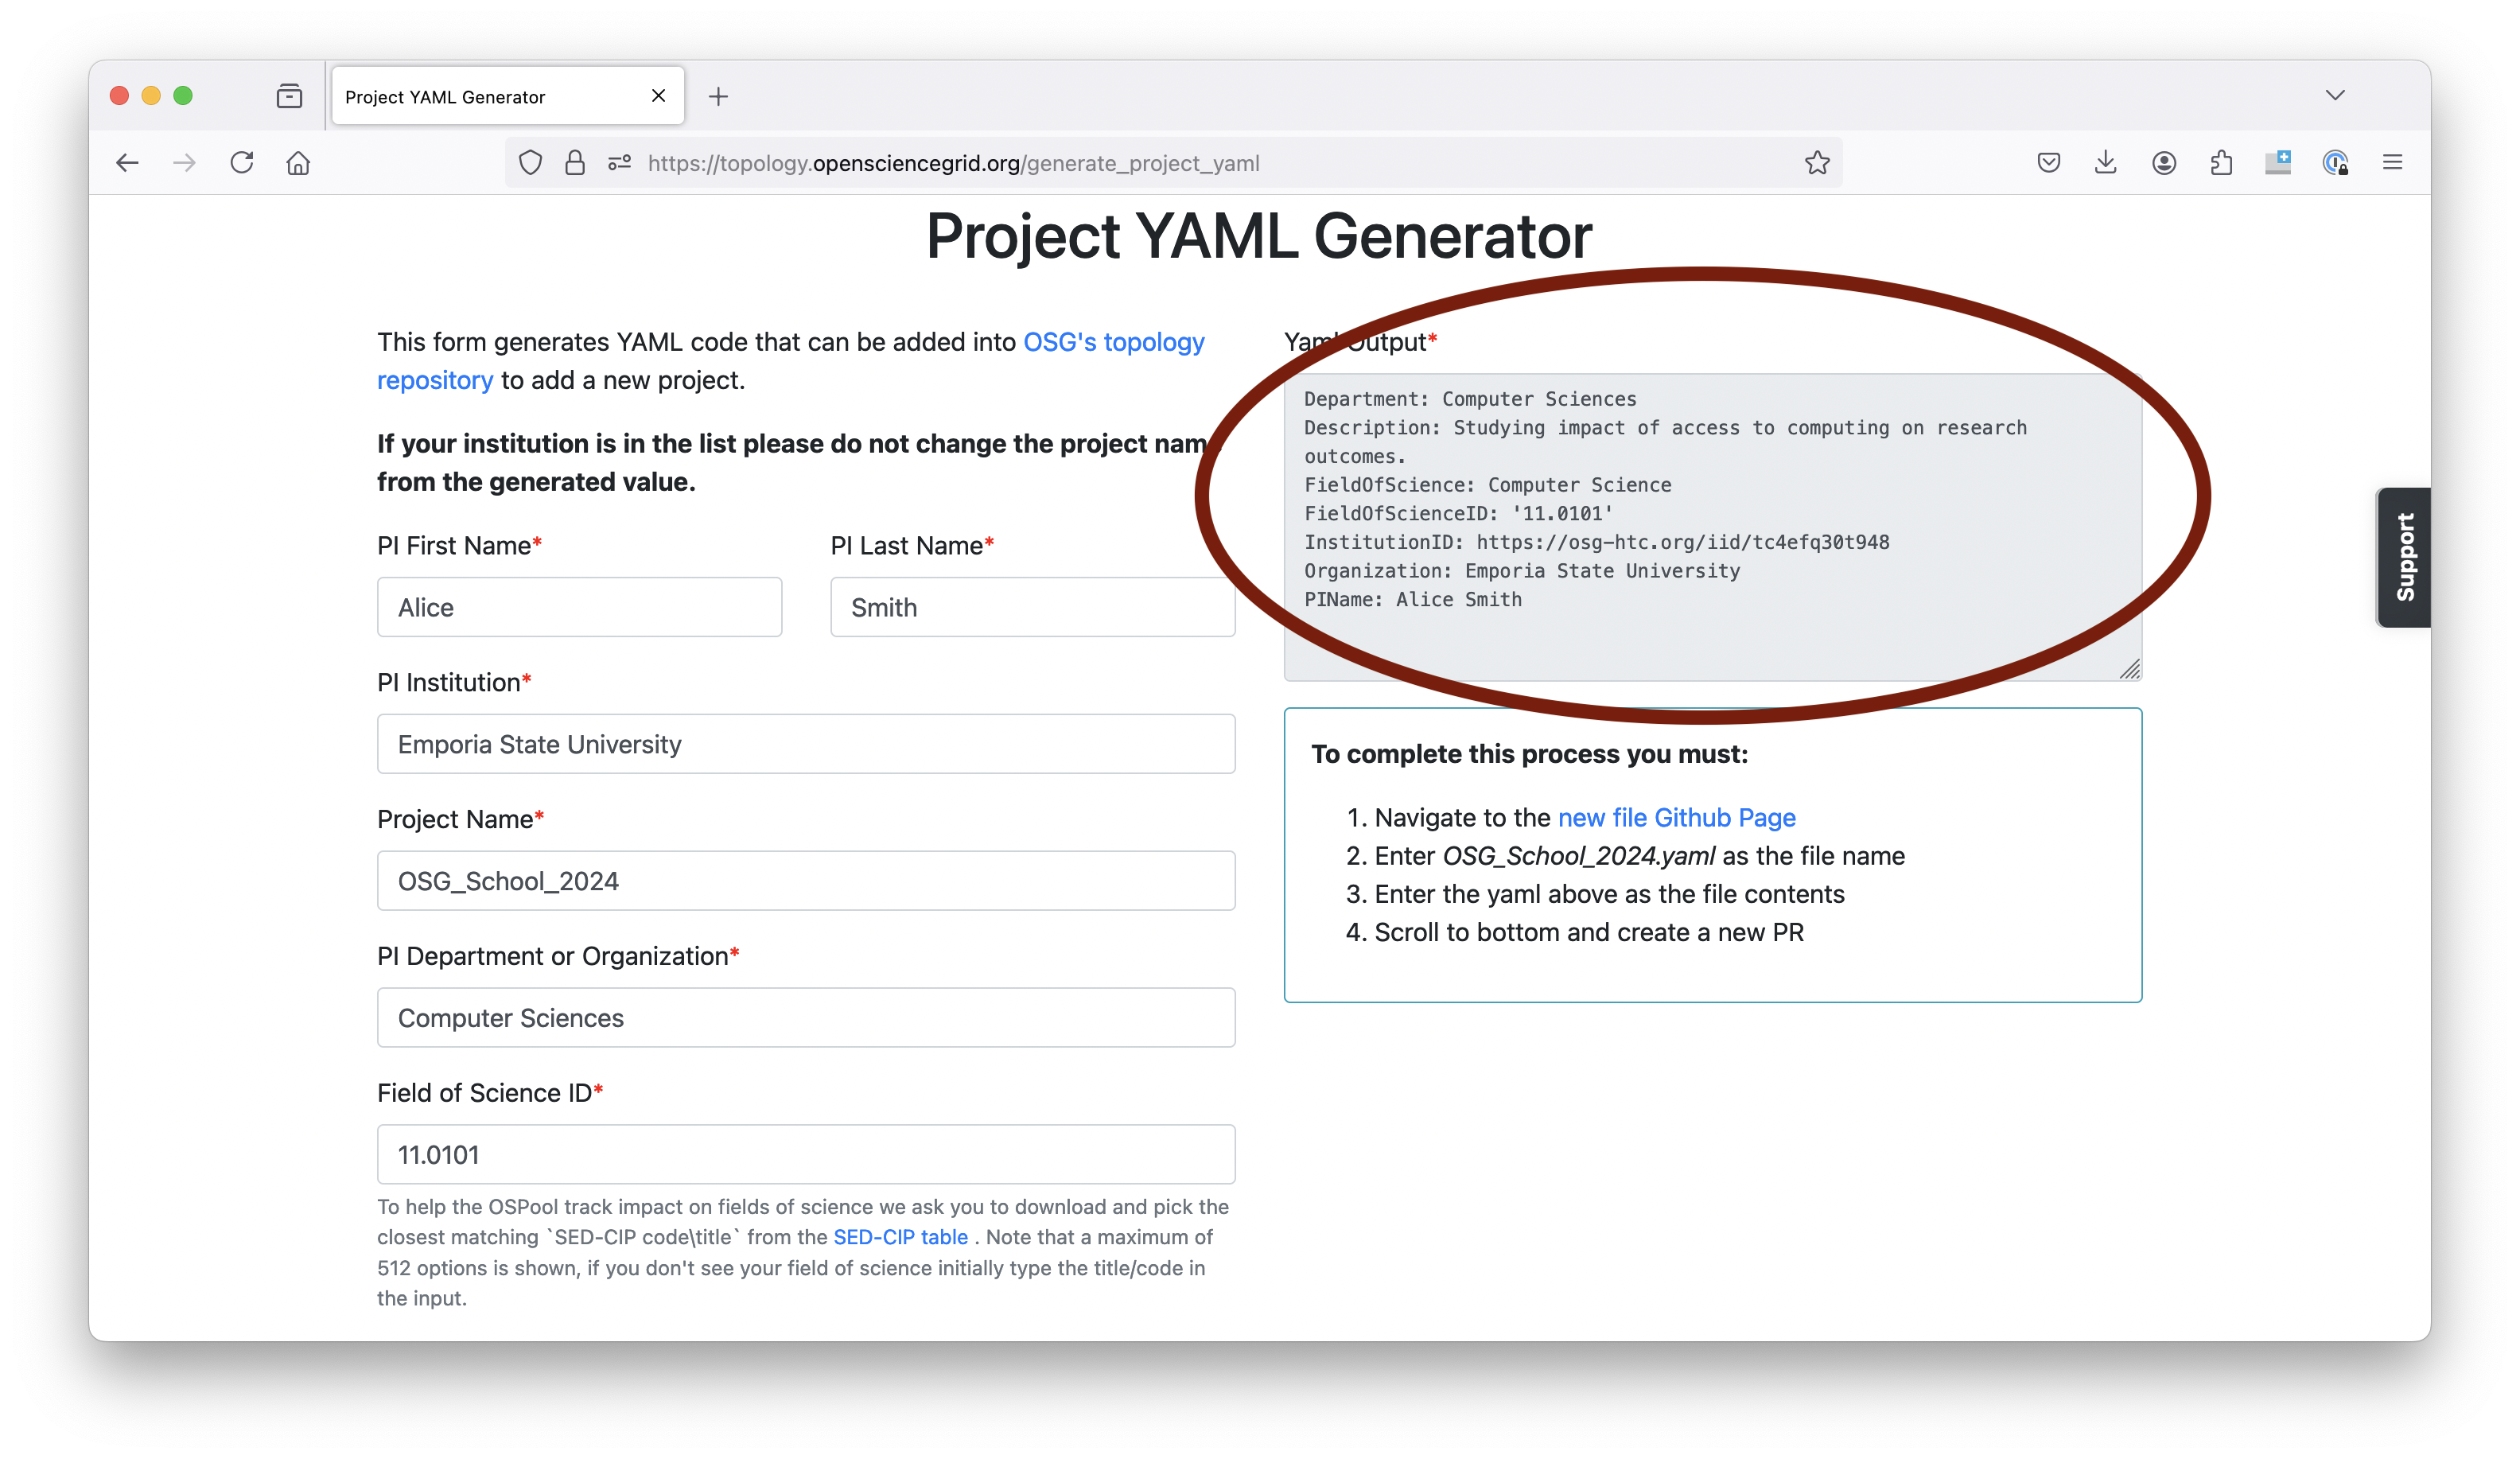 Project YAML Generator
https://topology.opensciencegrid.org/generate_project_yaml
Project YAML Generator
This form generates YAML code that can be added into OSG's topology
repository to add a new project.
If your institution is in the list please do not change the project nam
from the generated value.
PI First Name*
PI Last Name*
Alice
Smith
PI Institution*
Emporia State University
Project Name*
OSG_School_2024
PI Department or Organization*
Computer Sciences
Field of Science ID*
11.0101
To help the OSPool track impact on fields of science we ask you to download and pick the
closest matching `SED-CIP code\title` from the SED-CIP table . Note that a maximum of
512 options is shown, if you don't see your field of science initially type the title/code in
the input.
Yaml Output*
Department: Computer Sciences
Description: Studying impact of access to computing on research
outcomes.
FieldOfScience: Computer Science
FieldOfScienceID: '11.0101'
InstitutionID: https://osg-htc.org/iid/tc4efq30t948
Organization: Emporia State University
PIName: Alice Smith
To complete this process you must:
1. Navigate to the new file Github Page
2. Enter OSG_School_2024.yaml as the file name
3. Enter the yaml above as the file contents
4. Scroll to bottom and create a new PR
Support